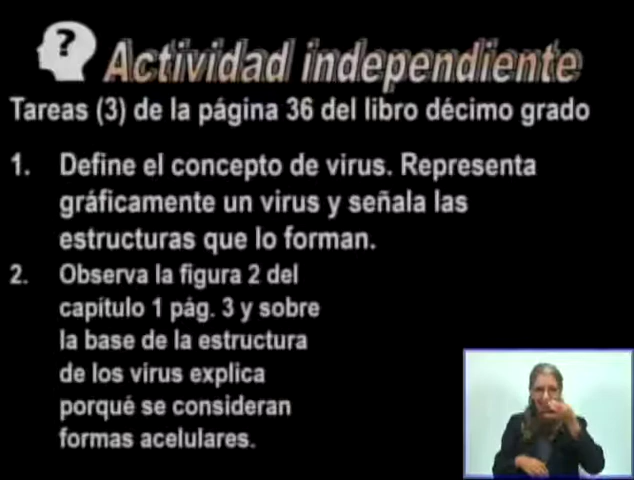 ?
Actividad independiente
Tareas (3) de la página 36 del libro décimo grado
1. Define el concepto de virus. Representa
gráficamente un virus y señala las
estructuras que lo forman.
2. Observa la figura 2 del
capítulo 1 pág. 3 y sobre
la base de la estructura
de los virus explica
porqué se consideran
formas acelulares.